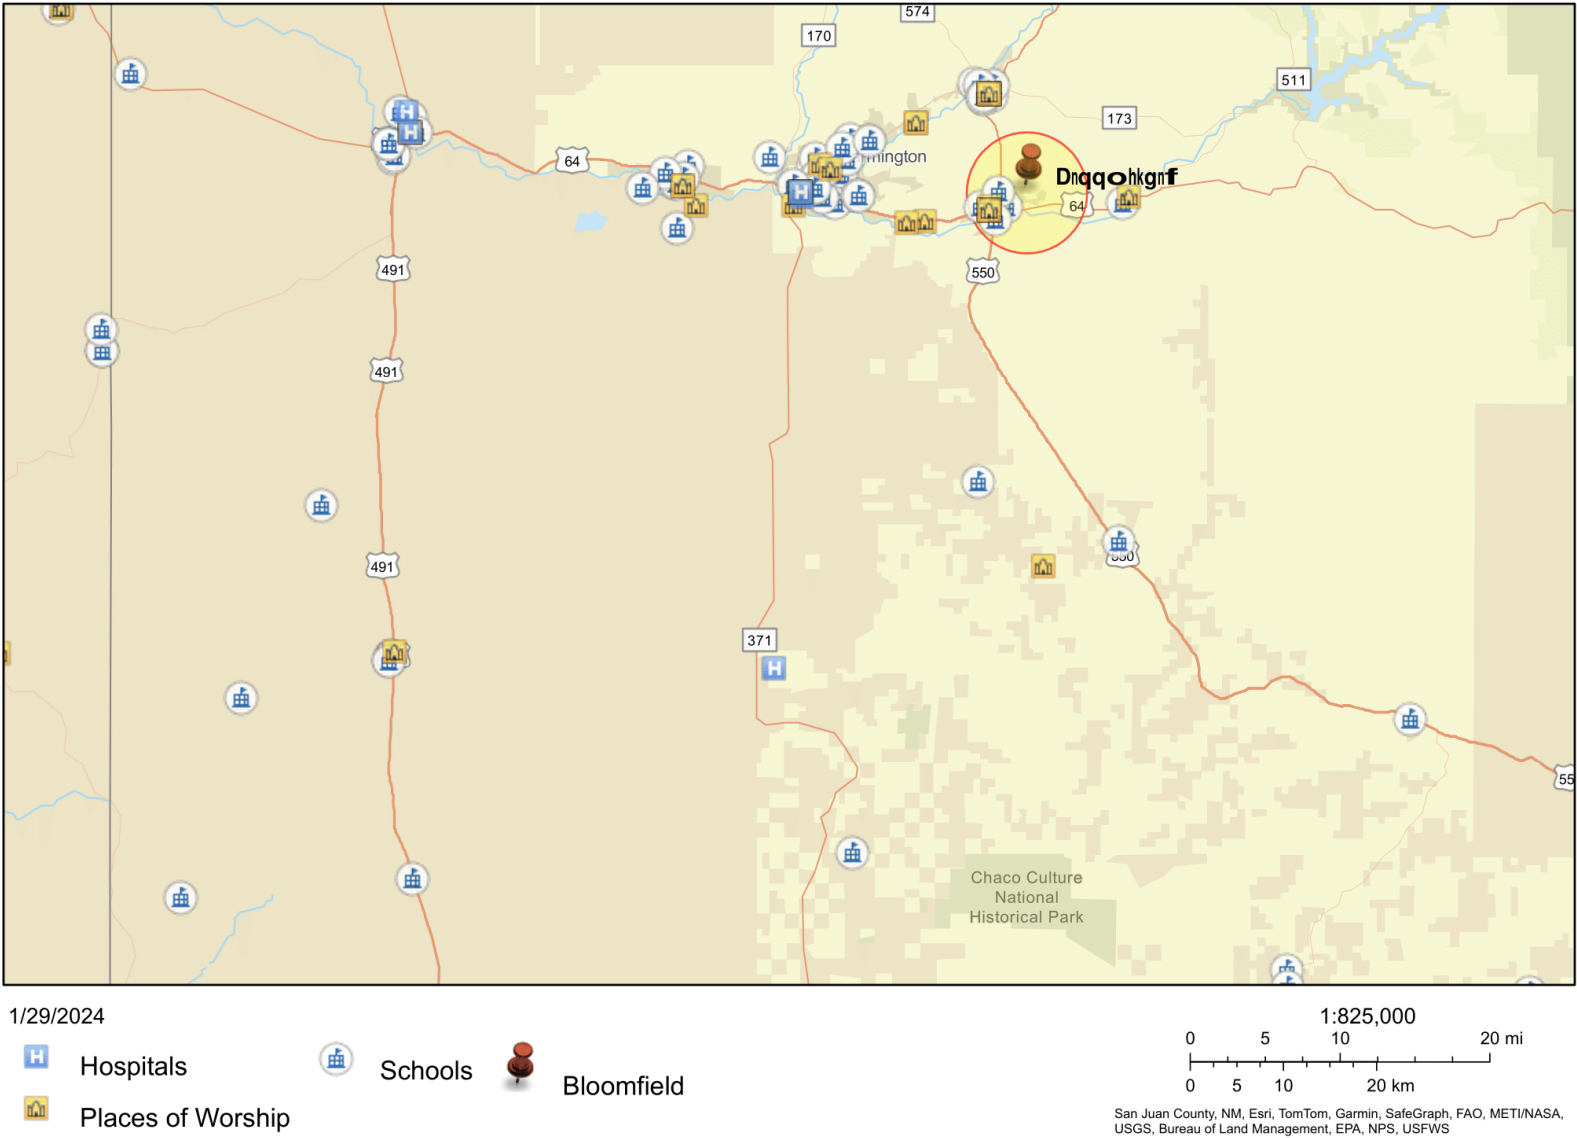 574
170
511
173
64
mington
Dnqqohkgnf
64
491
550
491
550
491
371
55
Chaco Culture
National
Historical Park
1/29/2024
1:825,000
0 5 10 20 mi
0 5 10 20 km
Hospitals
Schools
Bloomfield
Places of Worship
San Juan County, NM, Esri, TomTom, Garmin, SafeGraph, FAO, METI/NASA,
USGS, Bureau of Land Management, EPA, NPS, USFWS